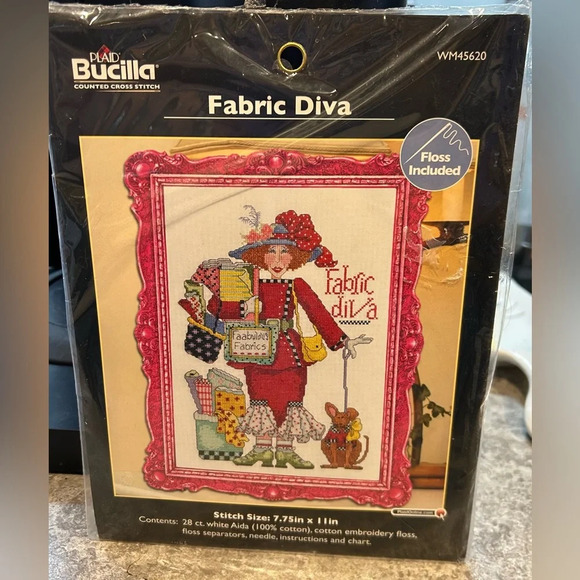 PLAID
Bucilla
COUNTED CROSS STITCH
WM45620
Fabric Diva
Floss
Included
Fabric
diva
Faabulous
Fabrics
Stitch Size: 7.75in x 11in
Contents: 28 ct. white Aida (100% cotton), cotton embroidery floss,
floss separators, needle, instructions and chart.